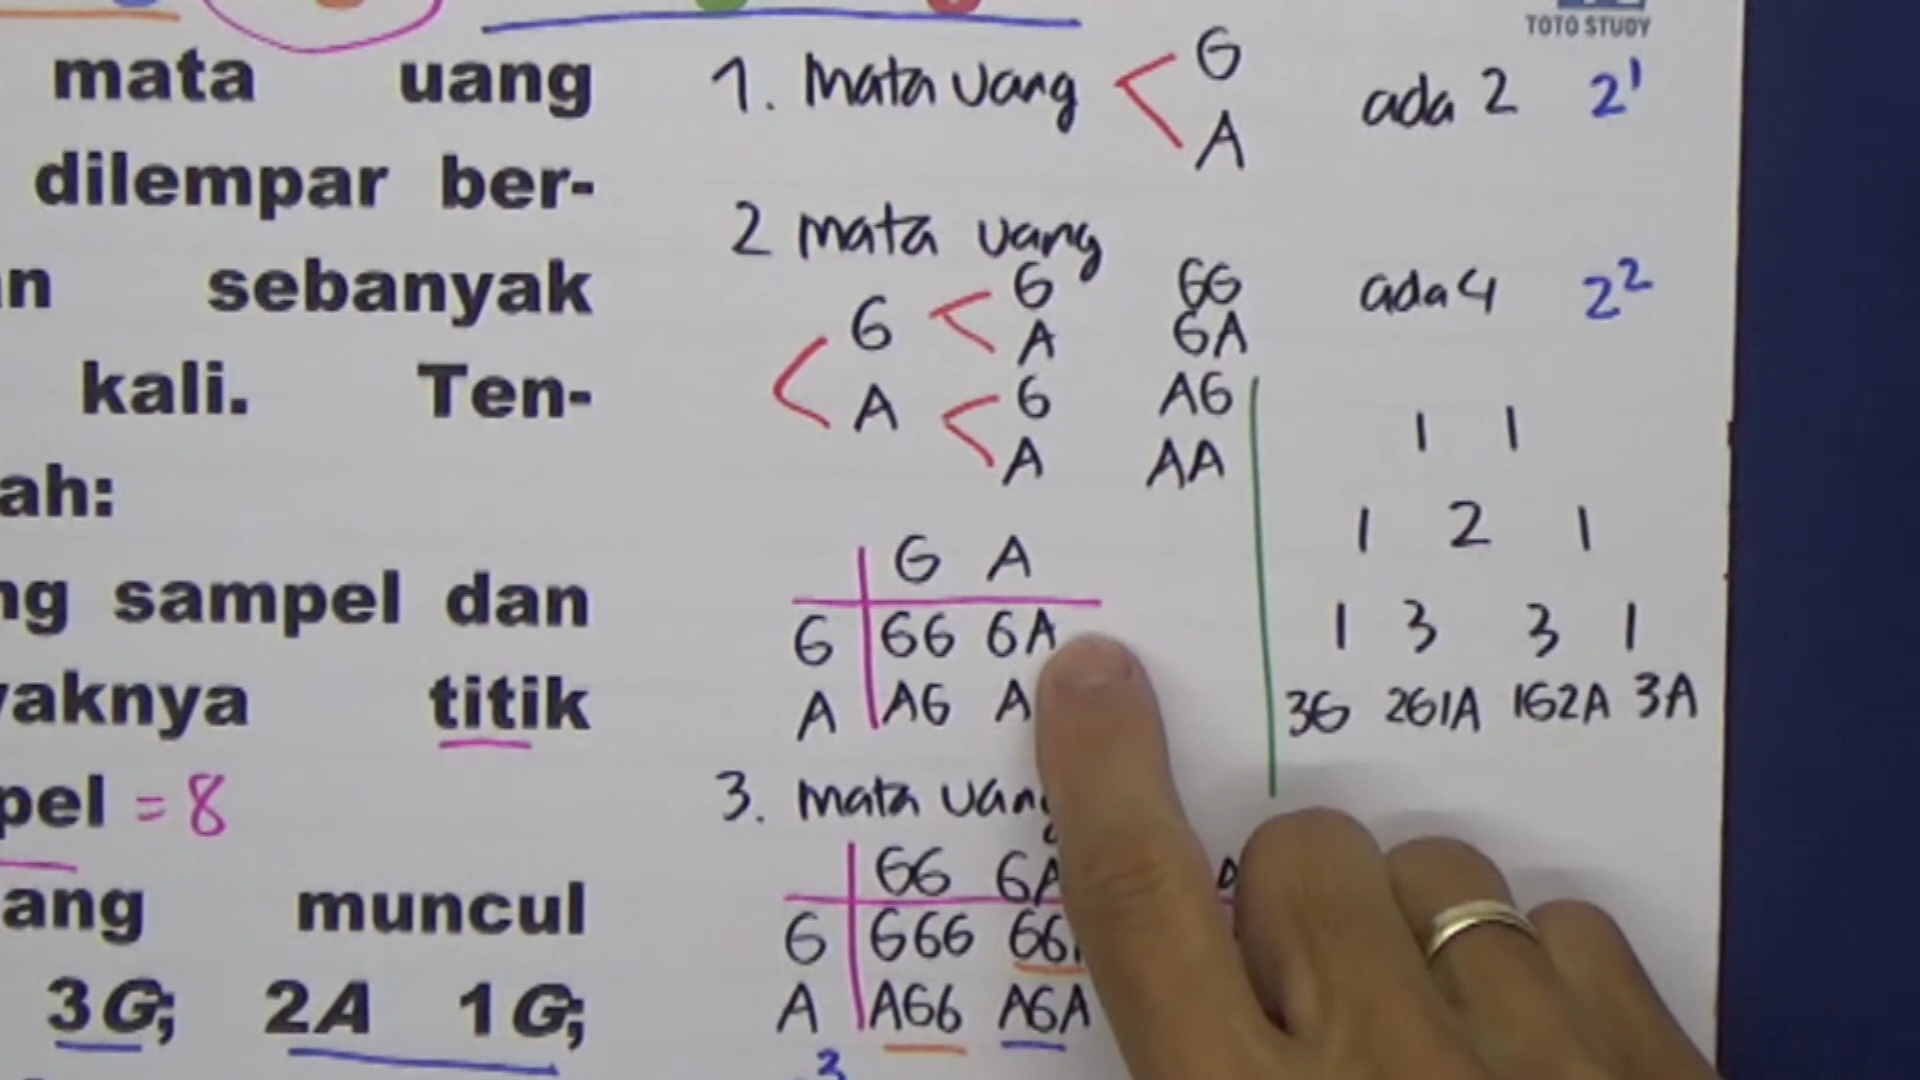 TOTO STUDY
mata uang
dilempar ber-
sebanyak
kali. Ten-
ah:
sampel dan
titik
pel = 8
ang muncul
3G; 2A 1G;
1. Mata Uang
G
A
ada 2 2¹
2 mata uang
G G GG
A GA
A G AG
A AA
ada 4 2²
G A
G GG GA
A AG A
3. mata uang
GG GA
G GGG GG
A AGG AGA
3
1 1
1 2 1
1 3 3 1
3G 2G1A 1G2A 3A